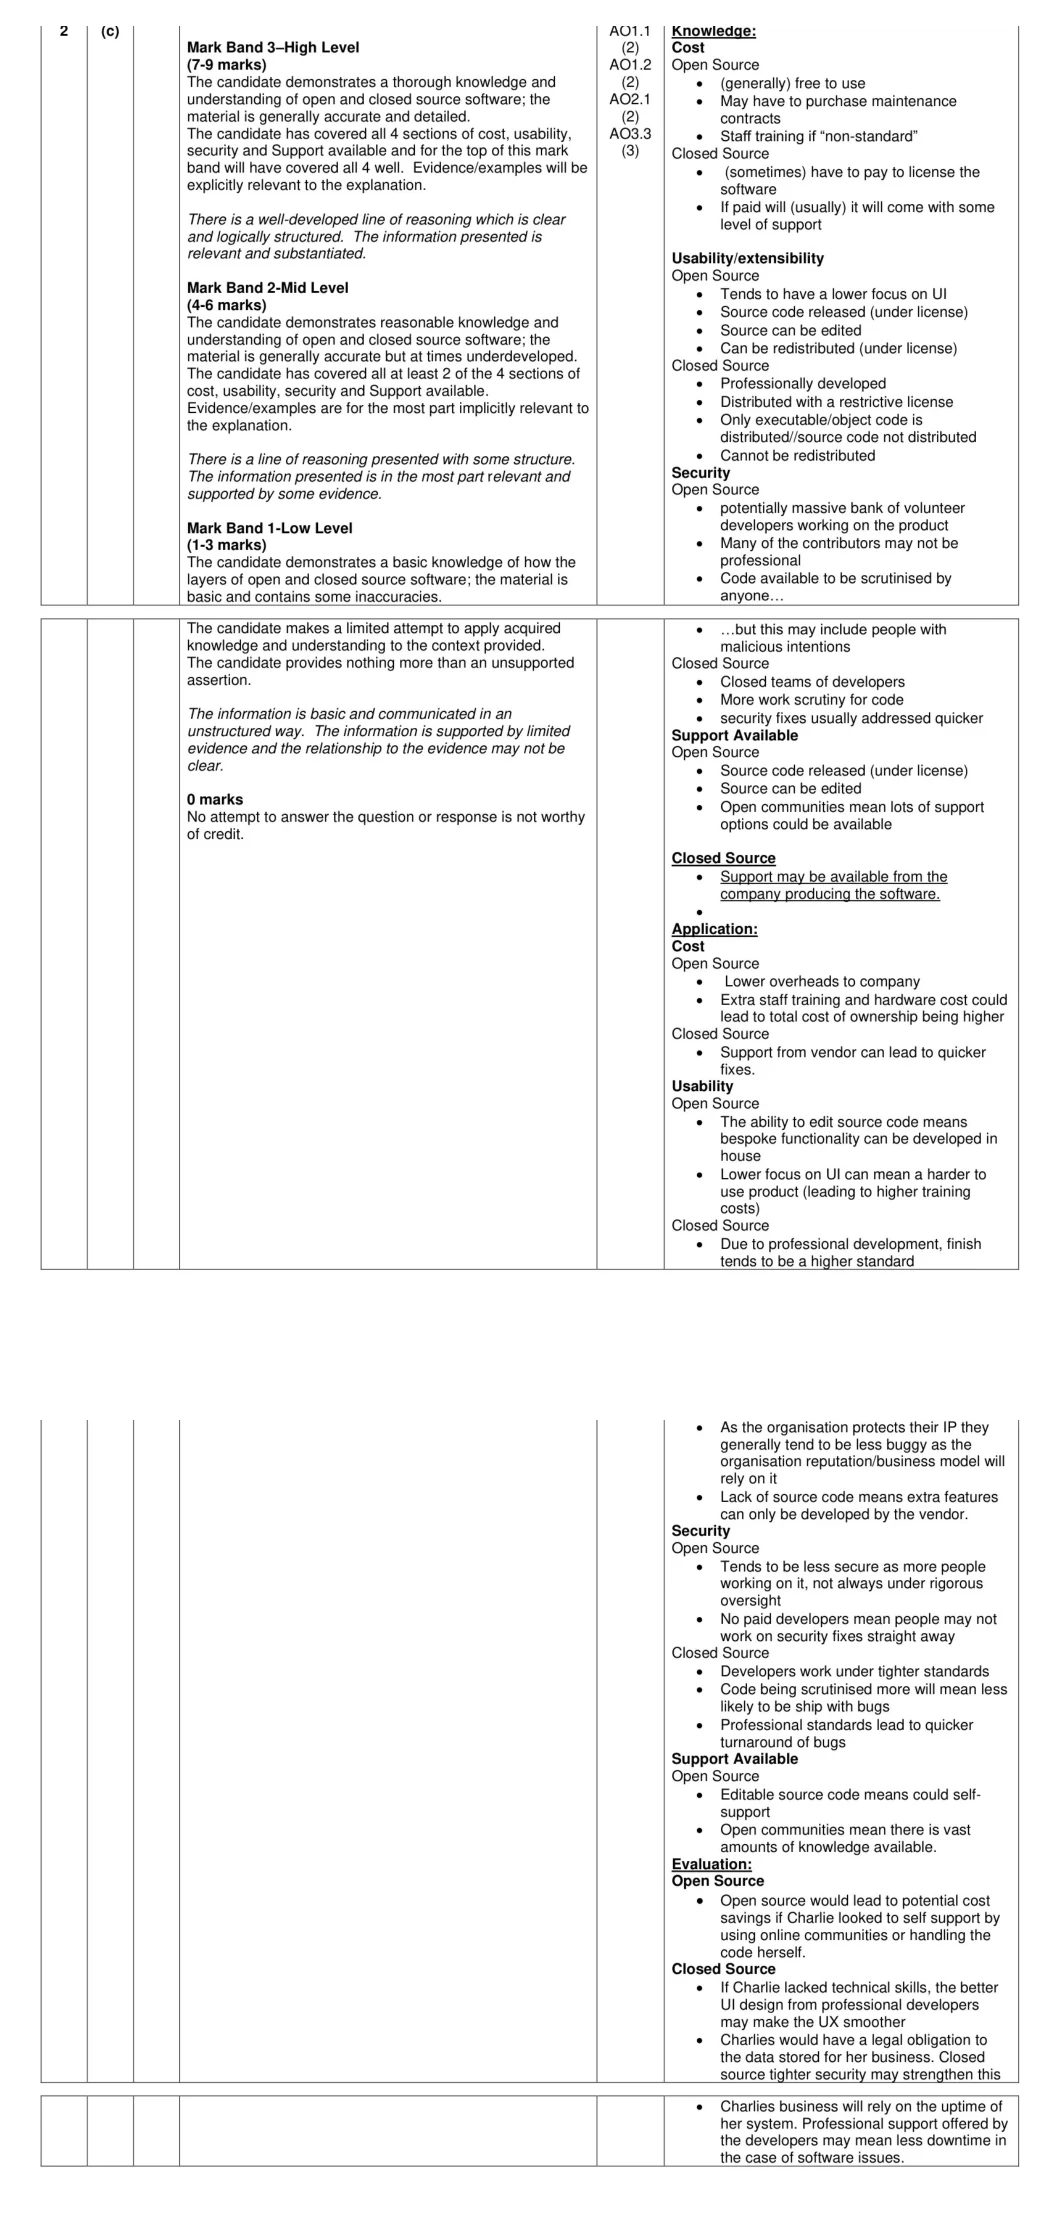 2 (c)
Mark Band 3–High Level
(7-9 marks)
The candidate demonstrates a thorough knowledge and
understanding of open and closed source software; the
material is generally accurate and detailed.
The candidate has covered all 4 sections of cost, usability,
security and Support available and for the top of this mark
band will have covered all 4 well.  Evidence/examples will be
explicitly relevant to the explanation.
There is a well-developed line of reasoning which is clear
and logically structured.  The information presented is
relevant and substantiated.
Mark Band 2-Mid Level
(4-6 marks)
The candidate demonstrates reasonable knowledge and
understanding of open and closed source software; the
material is generally accurate but at times underdeveloped.
The candidate has covered all at least 2 of the 4 sections of
cost, usability, security and Support available.
Evidence/examples are for the most part implicitly relevant to
the explanation.
There is a line of reasoning presented with some structure.
The information presented is in the most part relevant and
supported by some evidence.
Mark Band 1-Low Level
(1-3 marks)
The candidate demonstrates a basic knowledge of how the
layers of open and closed source software; the material is
basic and contains some inaccuracies.
AO1.1
(2)
AO1.2
(2)
AO2.1
(2)
AO3.3
(3)
Knowledge:
Cost
Open Source
• (generally) free to use
• May have to purchase maintenance
contracts
• Staff training if “non-standard”
Closed Source
• (sometimes) have to pay to license the
software
• If paid will (usually) it will come with some
level of support
Usability/extensibility
Open Source
• Tends to have a lower focus on UI
• Source code released (under license)
• Source can be edited
• Can be redistributed (under license)
Closed Source
• Professionally developed
• Distributed with a restrictive license
• Only executable/object code is
distributed//source code not distributed
• Cannot be redistributed
Security
Open Source
• potentially massive bank of volunteer
developers working on the product
• Many of the contributors may not be
professional
• Code available to be scrutinised by
anyone…
The candidate makes a limited attempt to apply acquired
knowledge and understanding to the context provided.
The candidate provides nothing more than an unsupported
assertion.
The information is basic and communicated in an
unstructured way.  The information is supported by limited
evidence and the relationship to the evidence may not be
clear.
0 marks
No attempt to answer the question or response is not worthy
of credit.
• …but this may include people with
malicious intentions
Closed Source
• Closed teams of developers
• More work scrutiny for code
• security fixes usually addressed quicker
Support Available
Open Source
• Source code released (under license)
• Source can be edited
• Open communities mean lots of support
options could be available
Closed Source
• Support may be available from the
company producing the software.
•
Application:
Cost
Open Source
• Lower overheads to company
• Extra staff training and hardware cost could
lead to total cost of ownership being higher
Closed Source
• Support from vendor can lead to quicker
fixes.
Usability
Open Source
• The ability to edit source code means
bespoke functionality can be developed in
house
• Lower focus on UI can mean a harder to
use product (leading to higher training
costs)
Closed Source
• Due to professional development, finish
tends to be a higher standard
• As the organisation protects their IP they
generally tend to be less buggy as the
organisation reputation/business model will
rely on it
• Lack of source code means extra features
can only be developed by the vendor.
Security
Open Source
• Tends to be less secure as more people
working on it, not always under rigorous
oversight
• No paid developers mean people may not
work on security fixes straight away
Closed Source
• Developers work under tighter standards
• Code being scrutinised more will mean less
likely to be ship with bugs
• Professional standards lead to quicker
turnaround of bugs
Support Available
Open Source
• Editable source code means could self-
support
• Open communities mean there is vast
amounts of knowledge available.
Evaluation:
Open Source
• Open source would lead to potential cost
savings if Charlie looked to self support by
using online communities or handling the
code herself.
Closed Source
• If Charlie lacked technical skills, the better
UI design from professional developers
may make the UX smoother
• Charlies would have a legal obligation to
the data stored for her business. Closed
source tighter security may strengthen this
• Charlies business will rely on the uptime of
her system. Professional support offered by
the developers may mean less downtime in
the case of software issues.